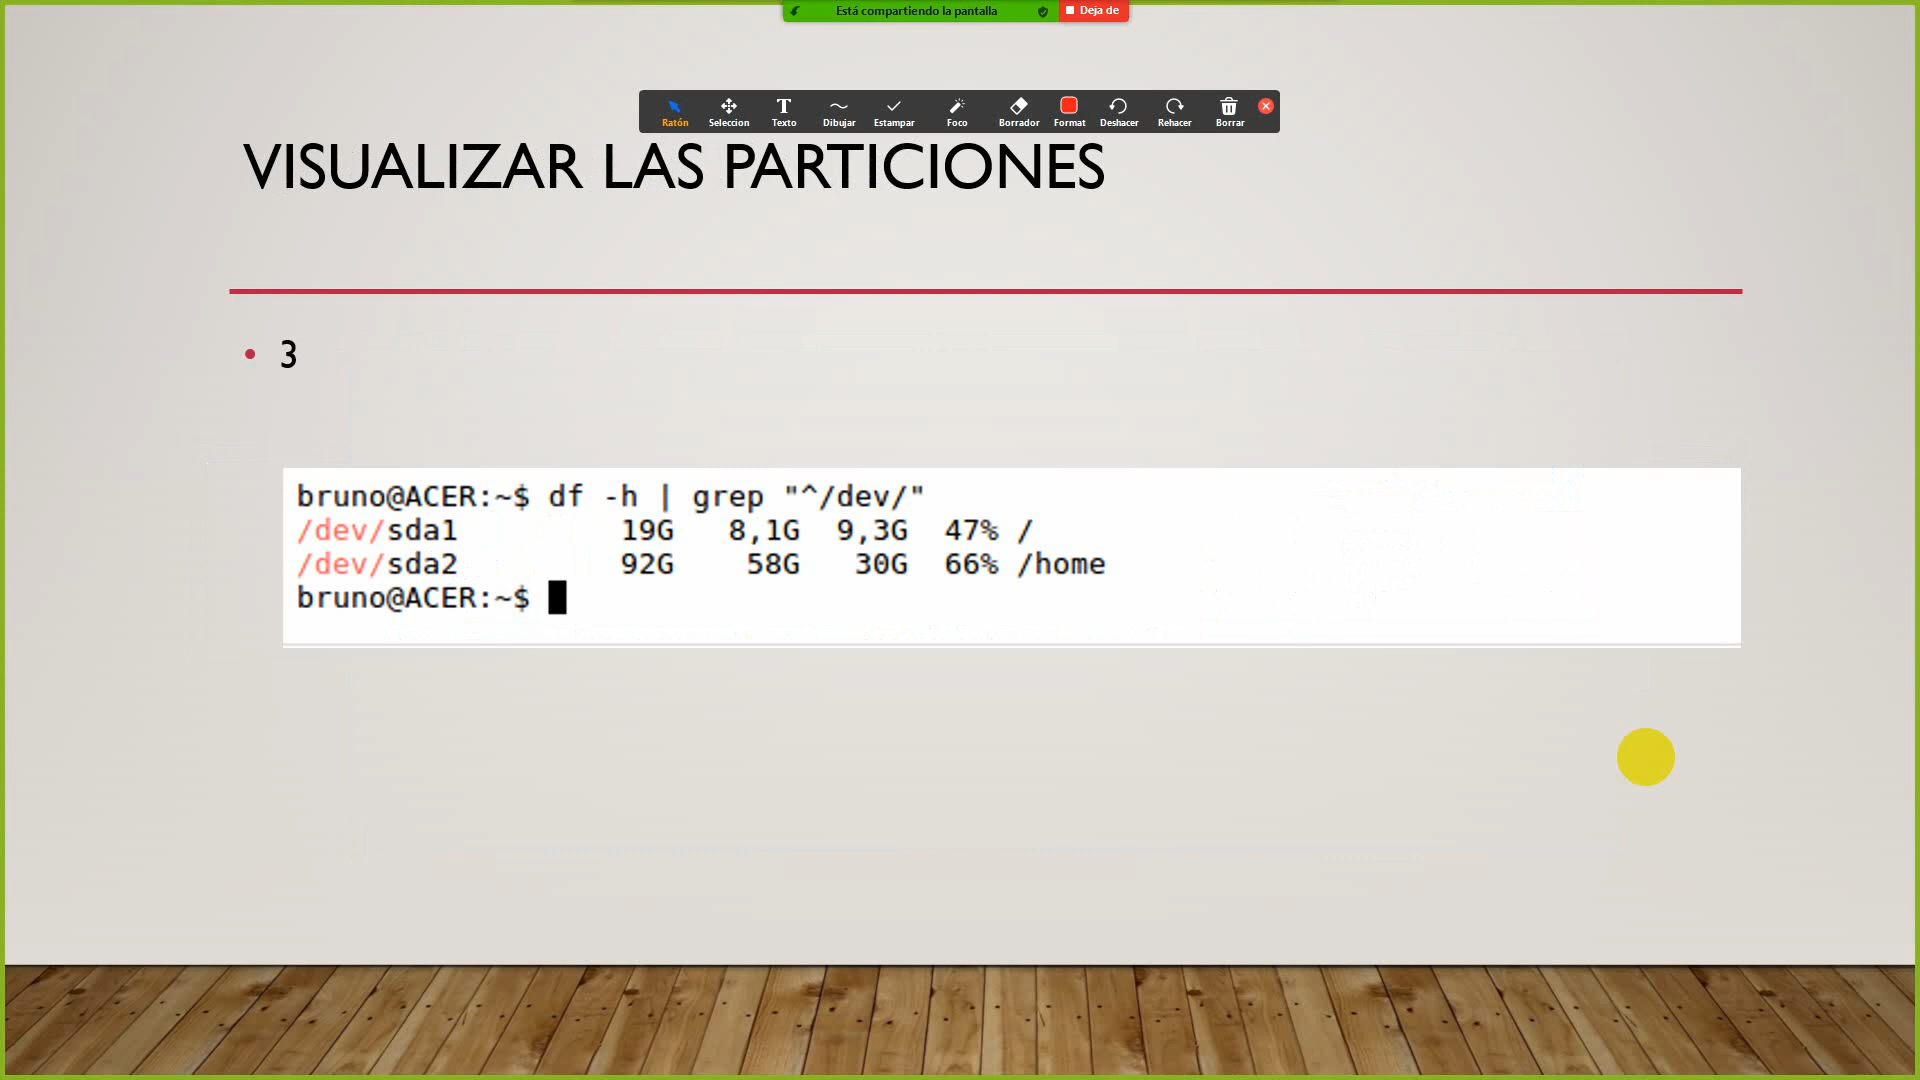 Está compartiendo la pantalla
Deja de
Ratón
Seleccion
Texto
Dibujar
Estampar
Foco
Borrador
Format
Deshacer
Rehacer
Borrar
VISUALIZAR LAS PARTICIONES
• 3
bruno@ACER:~$ df -h | grep "^/dev/"
/dev/sda1 19G 8,1G 9,3G 47% /
/dev/sda2 92G 58G 30G 66% /home
bruno@ACER:~$